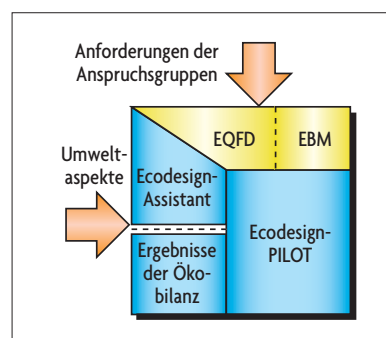 Anforderungen der
Anspruchsgruppen
EQFD
EBM
Umwelt-
aspekte
Ecodesign-
Assistant
Ergebnisse
der Öko-
bilanz
Ecodesign-
PILOT